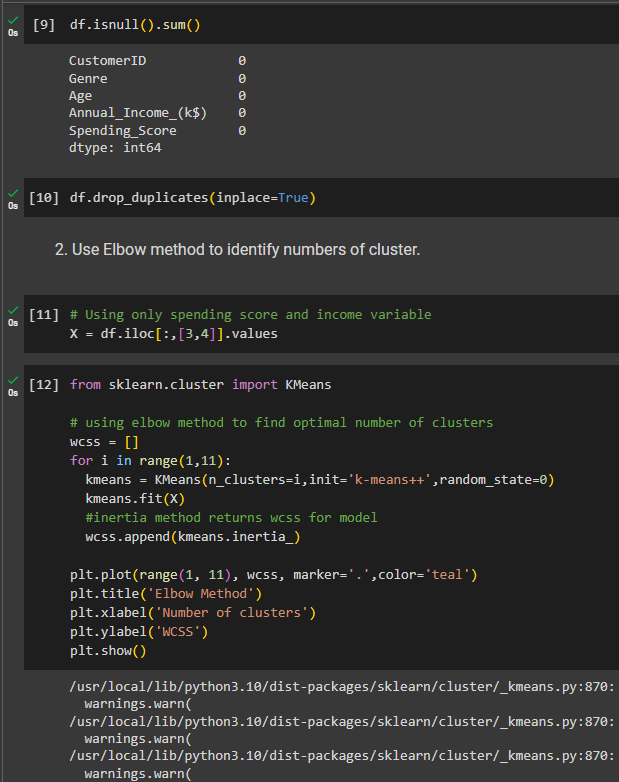 [9] df.isnull().sum()
0s
CustomerID 0
Genre 0
Age 0
Annual_Income_(k$) 0
Spending_Score 0
dtype: int64
[10] df.drop_duplicates(inplace=True)
0s
2. Use Elbow method to identify numbers of cluster.
[11] # Using only spending score and income variable
0s
X = df.iloc[:,[3,4]].values
[12] from sklearn.cluster import KMeans
0s
# using elbow method to find optimal number of clusters
wcss = []
for i in range(1,11):
kmeans = KMeans(n_clusters=i,init='k-means++',random_state=0)
kmeans.fit(X)
#inertia method returns wcss for model
wcss.append(kmeans.inertia_)
plt.plot(range(1, 11), wcss, marker='.',color='teal')
plt.title('Elbow Method')
plt.xlabel('Number of clusters')
plt.ylabel('WCSS')
plt.show()
/usr/local/lib/python3.10/dist-packages/sklearn/cluster/_kmeans.py:870:
warnings.warn(
/usr/local/lib/python3.10/dist-packages/sklearn/cluster/_kmeans.py:870:
warnings.warn(
/usr/local/lib/python3.10/dist-packages/sklearn/cluster/_kmeans.py:870:
warnings.warn(